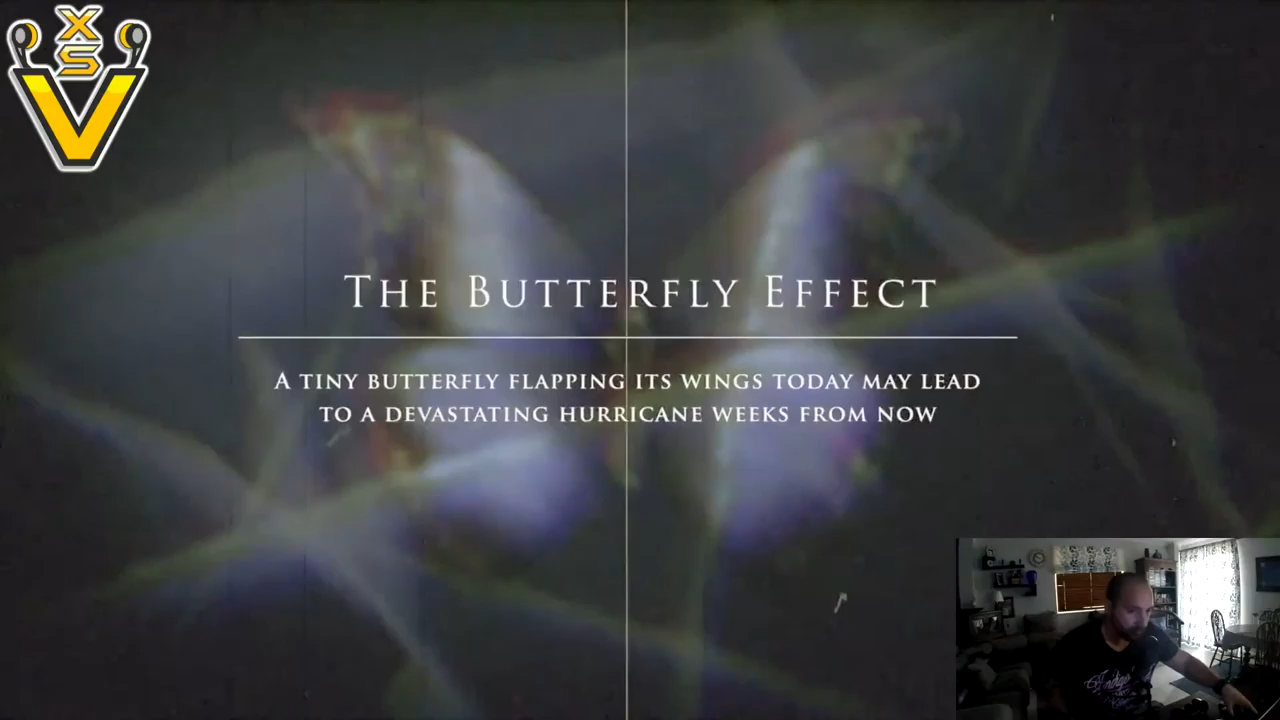 XS
V
The Butterfly Effect
A tiny butterfly flapping its wings today may lead
to a devastating hurricane weeks from now